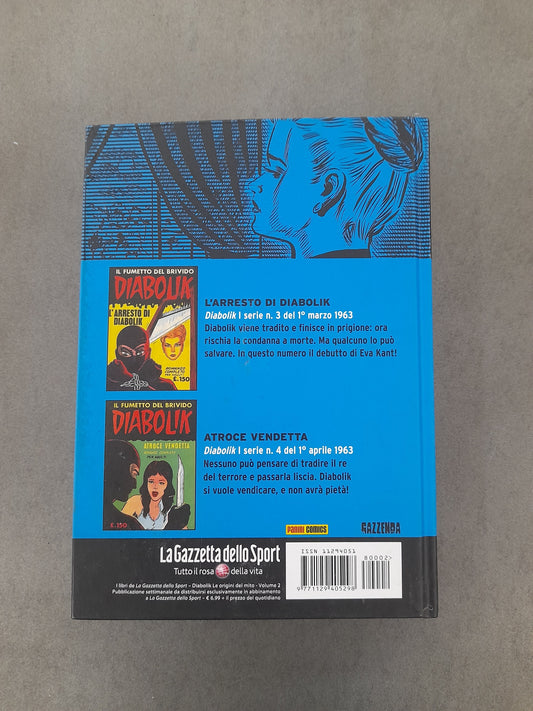 IL FUMETTO DEL BRIVIDO
DIABOLIK
L'ARRESTO DI DIABOLIK
£.150
L'ARRESTO DI DIABOLIK
Diabolik I serie n. 3 del 1° marzo 1963
Diabolik viene tradito e finisce in prigione: ora
rischia la condanna a morte. Ma qualcuno lo può
salvare. In questo numero il debutto di Eva Kant!
IL FUMETTO DEL BRIVIDO
DIABOLIK
ATROCE VENDETTA
£.150
ATROCE VENDETTA
Diabolik I serie n. 4 del 1° aprile 1963
Nessuno può pensare di tradire il re
del terrore e passarla liscia. Diabolik
si vuole vendicare, e non avrà pietà!
PANINI COMICS
La Gazzetta dello Sport
Tutto il rosa della vita
I libri de La Gazzetta dello Sport – Diabolik Le origini del mito - Volume 2
Pubblicazione settimanale da distribuirsi esclusivamente in abbinamento
a La Gazzetta dello Sport – € 6.99 + il prezzo del quotidiano
ISSN 11294051
80002
9 771129 405298